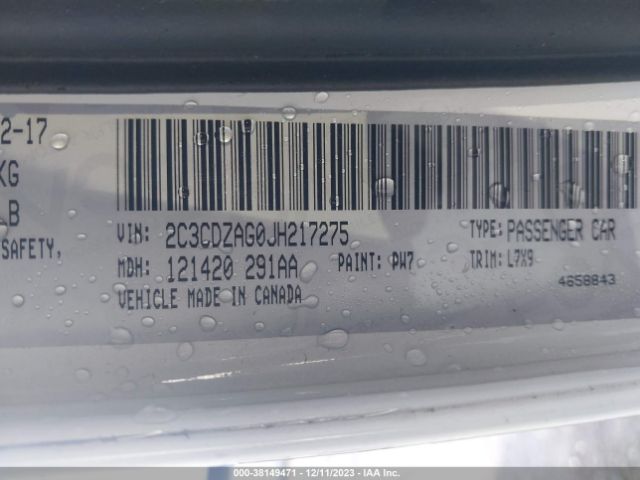 2-17
KG
LB
SAFETY,
VIN: 2C3CDZAG0JH217275 TYPE: PASSENGER CAR
MDH: 121420 291AA PAINT: PW7 TRIM: L7X9
VEHICLE MADE IN CANADA
4658843
000-38149471 - 12/11/2023 - IAA Inc.